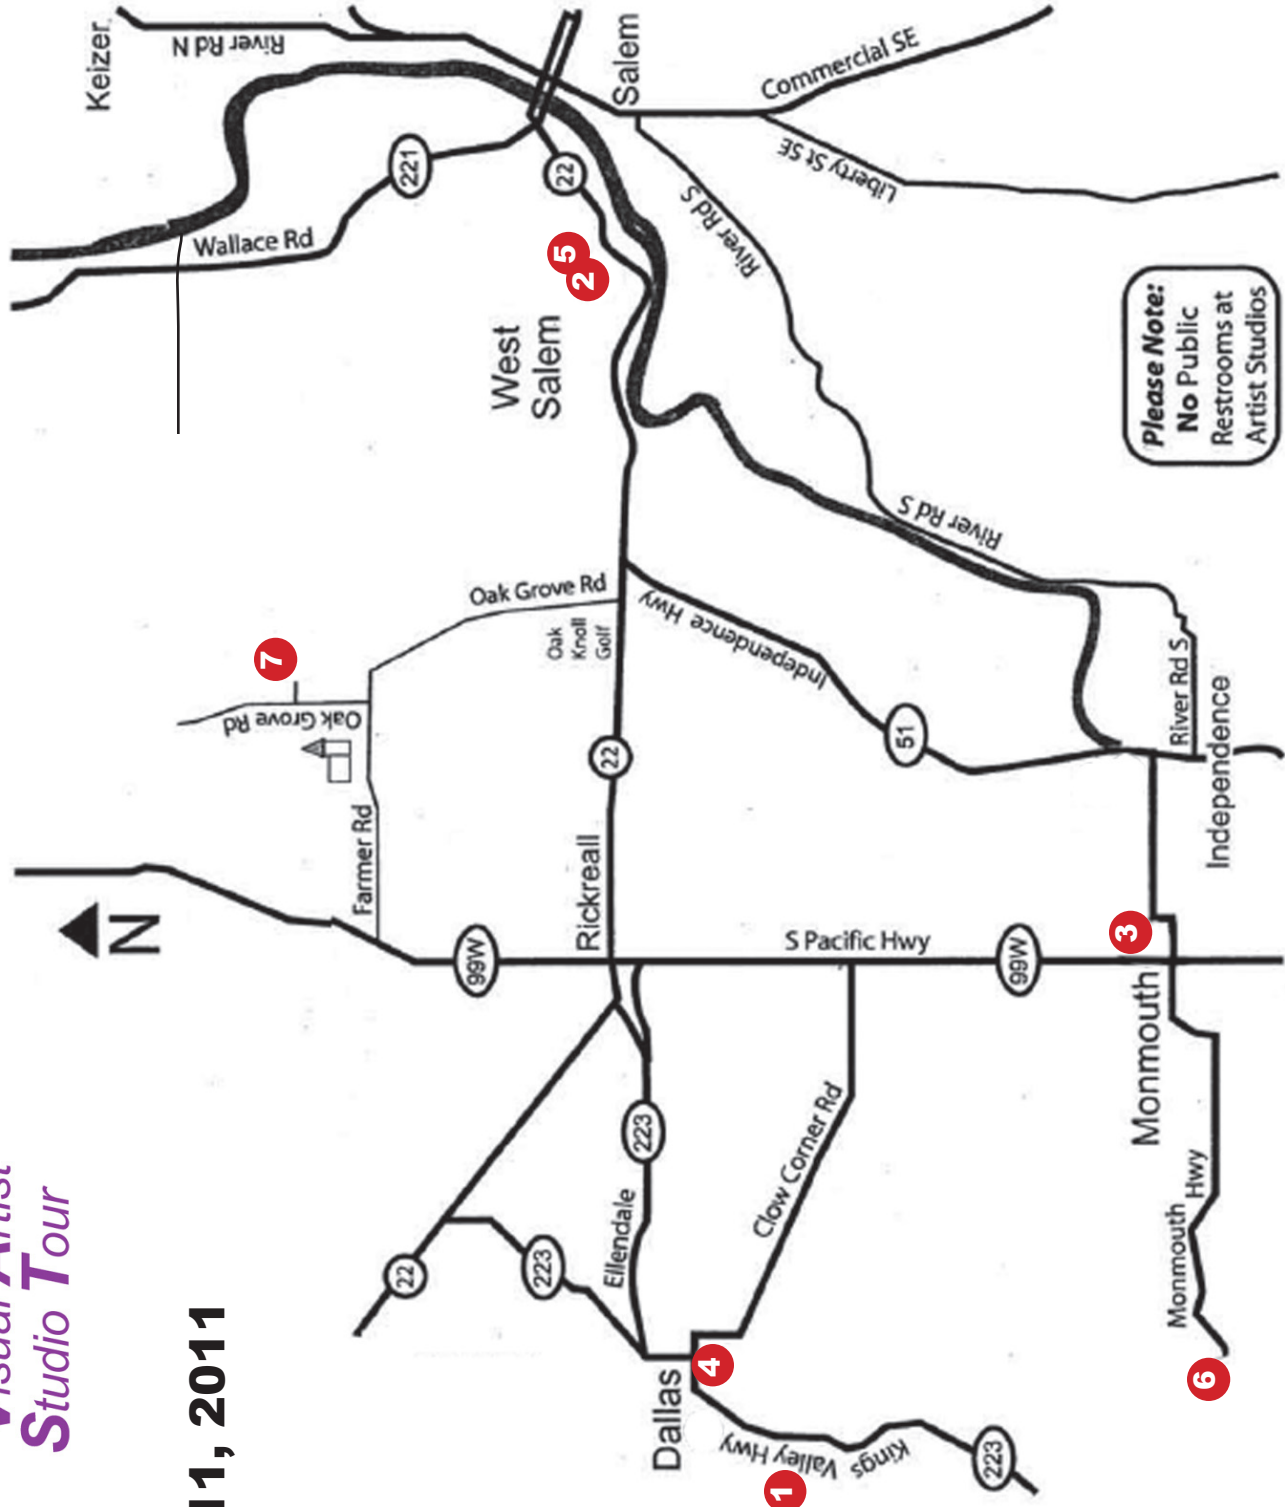 Studio Tour
11, 2011
N
Keizer
River Rd N
Wallace Rd
221
22
Salem
Commercial SE
Liberty St SE
River Rd S
5
2
West
Salem
Please Note:
No Public
Restrooms at
Artist Studios
River Rd S
Oak Grove Rd
Oak
Knoll
Golf
7
Oak Grove Rd
Farmer Rd
Independence Hwy
51
22
River Rd S
Independence
Rickreall
99W
S Pacific Hwy
99W
3
Monmouth
223
Ellendale
22
223
Clow Corner Rd
Monmouth Hwy
6
Dallas
4
Kings
Valley Hwy
1
223